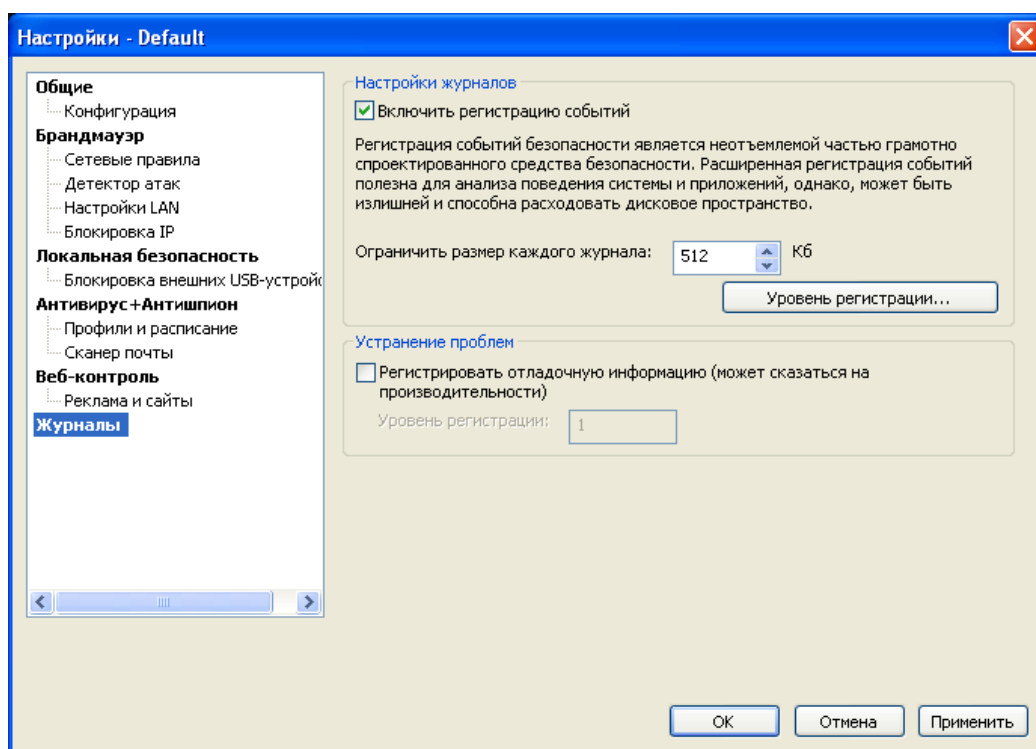 Настройки - Default
Общие
Конфигурация
Брандмауэр
Сетевые правила
Детектор атак
Настройки LAN
Блокировка IP
Локальная безопасность
Блокировка внешних USB-устройс
Антивирус+Антишпион
Профили и расписание
Сканер почты
Веб-контроль
Реклама и сайты
Журналы
Настройки журналов
Включить регистрацию событий
Регистрация событий безопасности является неотъемлемой частью грамотно
спроектированного средства безопасности. Расширенная регистрация событий
полезна для анализа поведения системы и приложений, однако, может быть
излишней и способна расходовать дисковое пространство.
Ограничить размер каждого журнала: 512 Кб
Уровень регистрации...
Устранение проблем
Регистрировать отладочную информацию (может сказаться на
производительности)
Уровень регистрации: 1
OK Отмена Применить